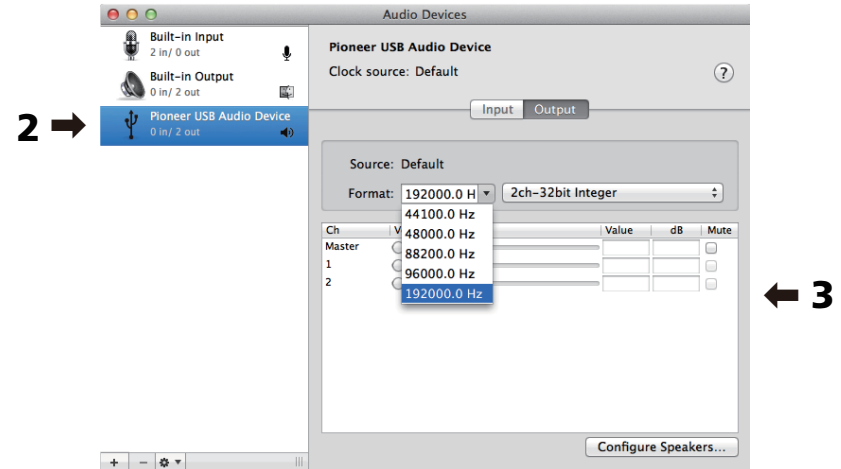 Audio Devices
Built-in Input
2 in/ 0 out
Built-in Output
0 in/ 2 out
2
Pioneer USB Audio Device
0 in/ 2 out
Pioneer USB Audio Device
Clock source: Default
?
Input Output
Source: Default
Format: 192000.0 H 2ch-32bit Integer
44100.0 Hz
48000.0 Hz
88200.0 Hz
96000.0 Hz
192000.0 Hz
Ch V Value dB Mute
Master
1
2
3
Configure Speakers...
+ −